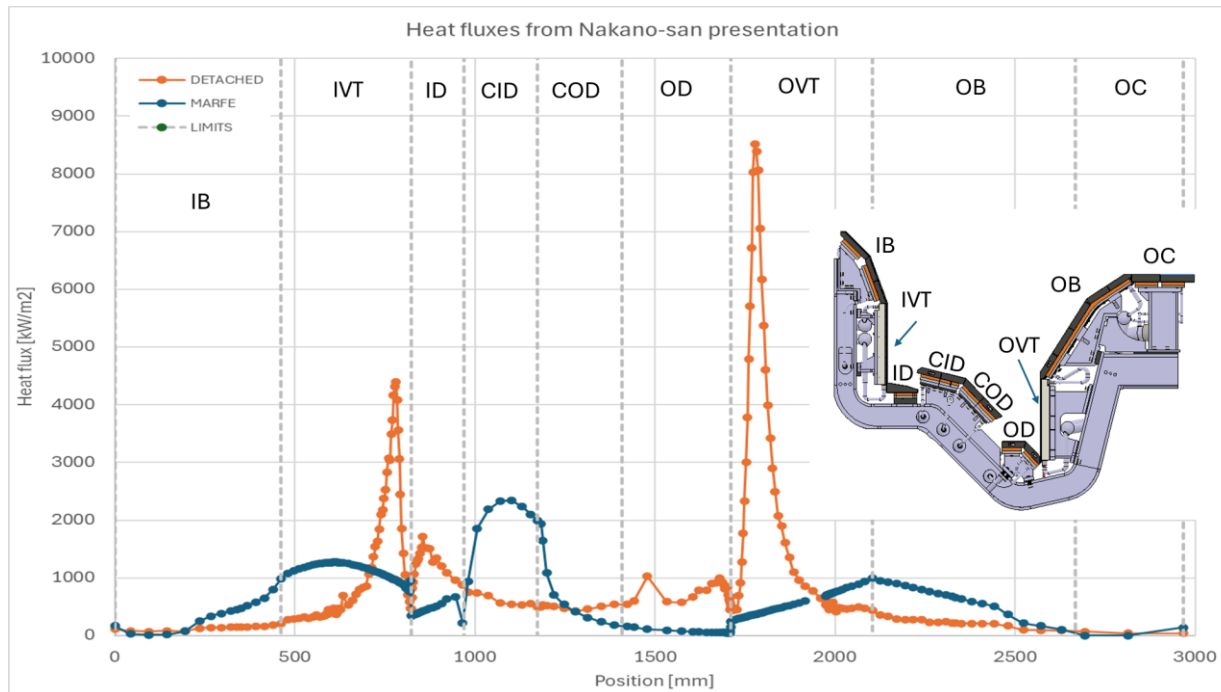 Heat fluxes from Nakano-san presentation
10000
9000
8000
7000
6000
5000
4000
3000
2000
1000
0
Heat flux [kW/m2]
DETACHED
MARFE
LIMITS
IB
IVT
ID
CID
COD
OD
OVT
OB
OC
IB
IVT
ID
CID
COD
OD
OVT
OB
OC
0
500
1000
1500
2000
2500
3000
Position [mm]